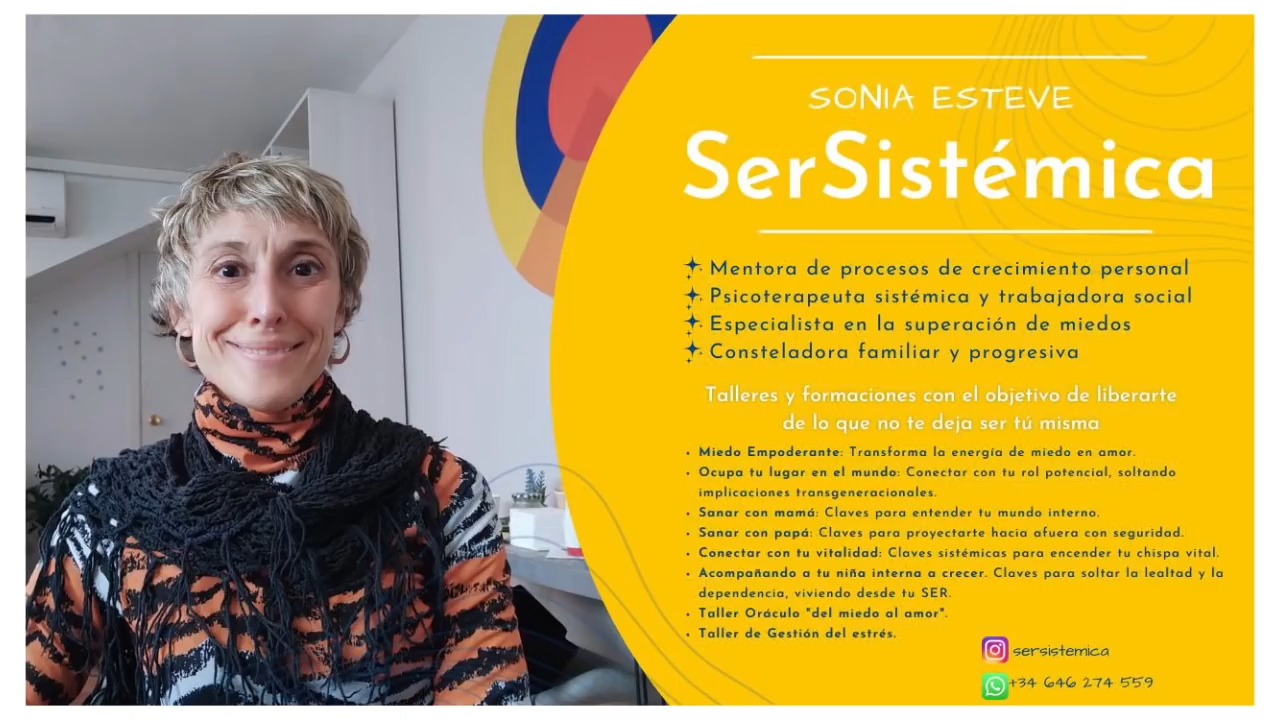 SONIA ESTEVE
SerSistémica
Mentora de procesos de crecimiento personal
Psicoterapeuta sistémica y trabajadora social
Especialista en la superación de miedos
Consteladora familiar y progresiva
Talleres y formaciones con el objetivo de liberarte
de lo que no te deja ser tú misma
• Miedo Empoderante: Transforma la energía de miedo en amor.
• Ocupa tu lugar en el mundo: Conectar con tu rol potencial, soltando
implicaciones transgeneracionales.
• Sanar con mamá: Claves para entender tu mundo interno.
• Sanar con papá: Claves para proyectarte hacia afuera con seguridad.
• Conectar con tu vitalidad: Claves sistémicas para encender tu chispa vital.
• Acompañando a tu niña interna a crecer. Claves para soltar la lealtad y la
dependencia, viviendo desde tu SER.
• Taller Oráculo "del miedo al amor".
• Taller de Gestión del estrés.
sersistemica
+34 646 274 559